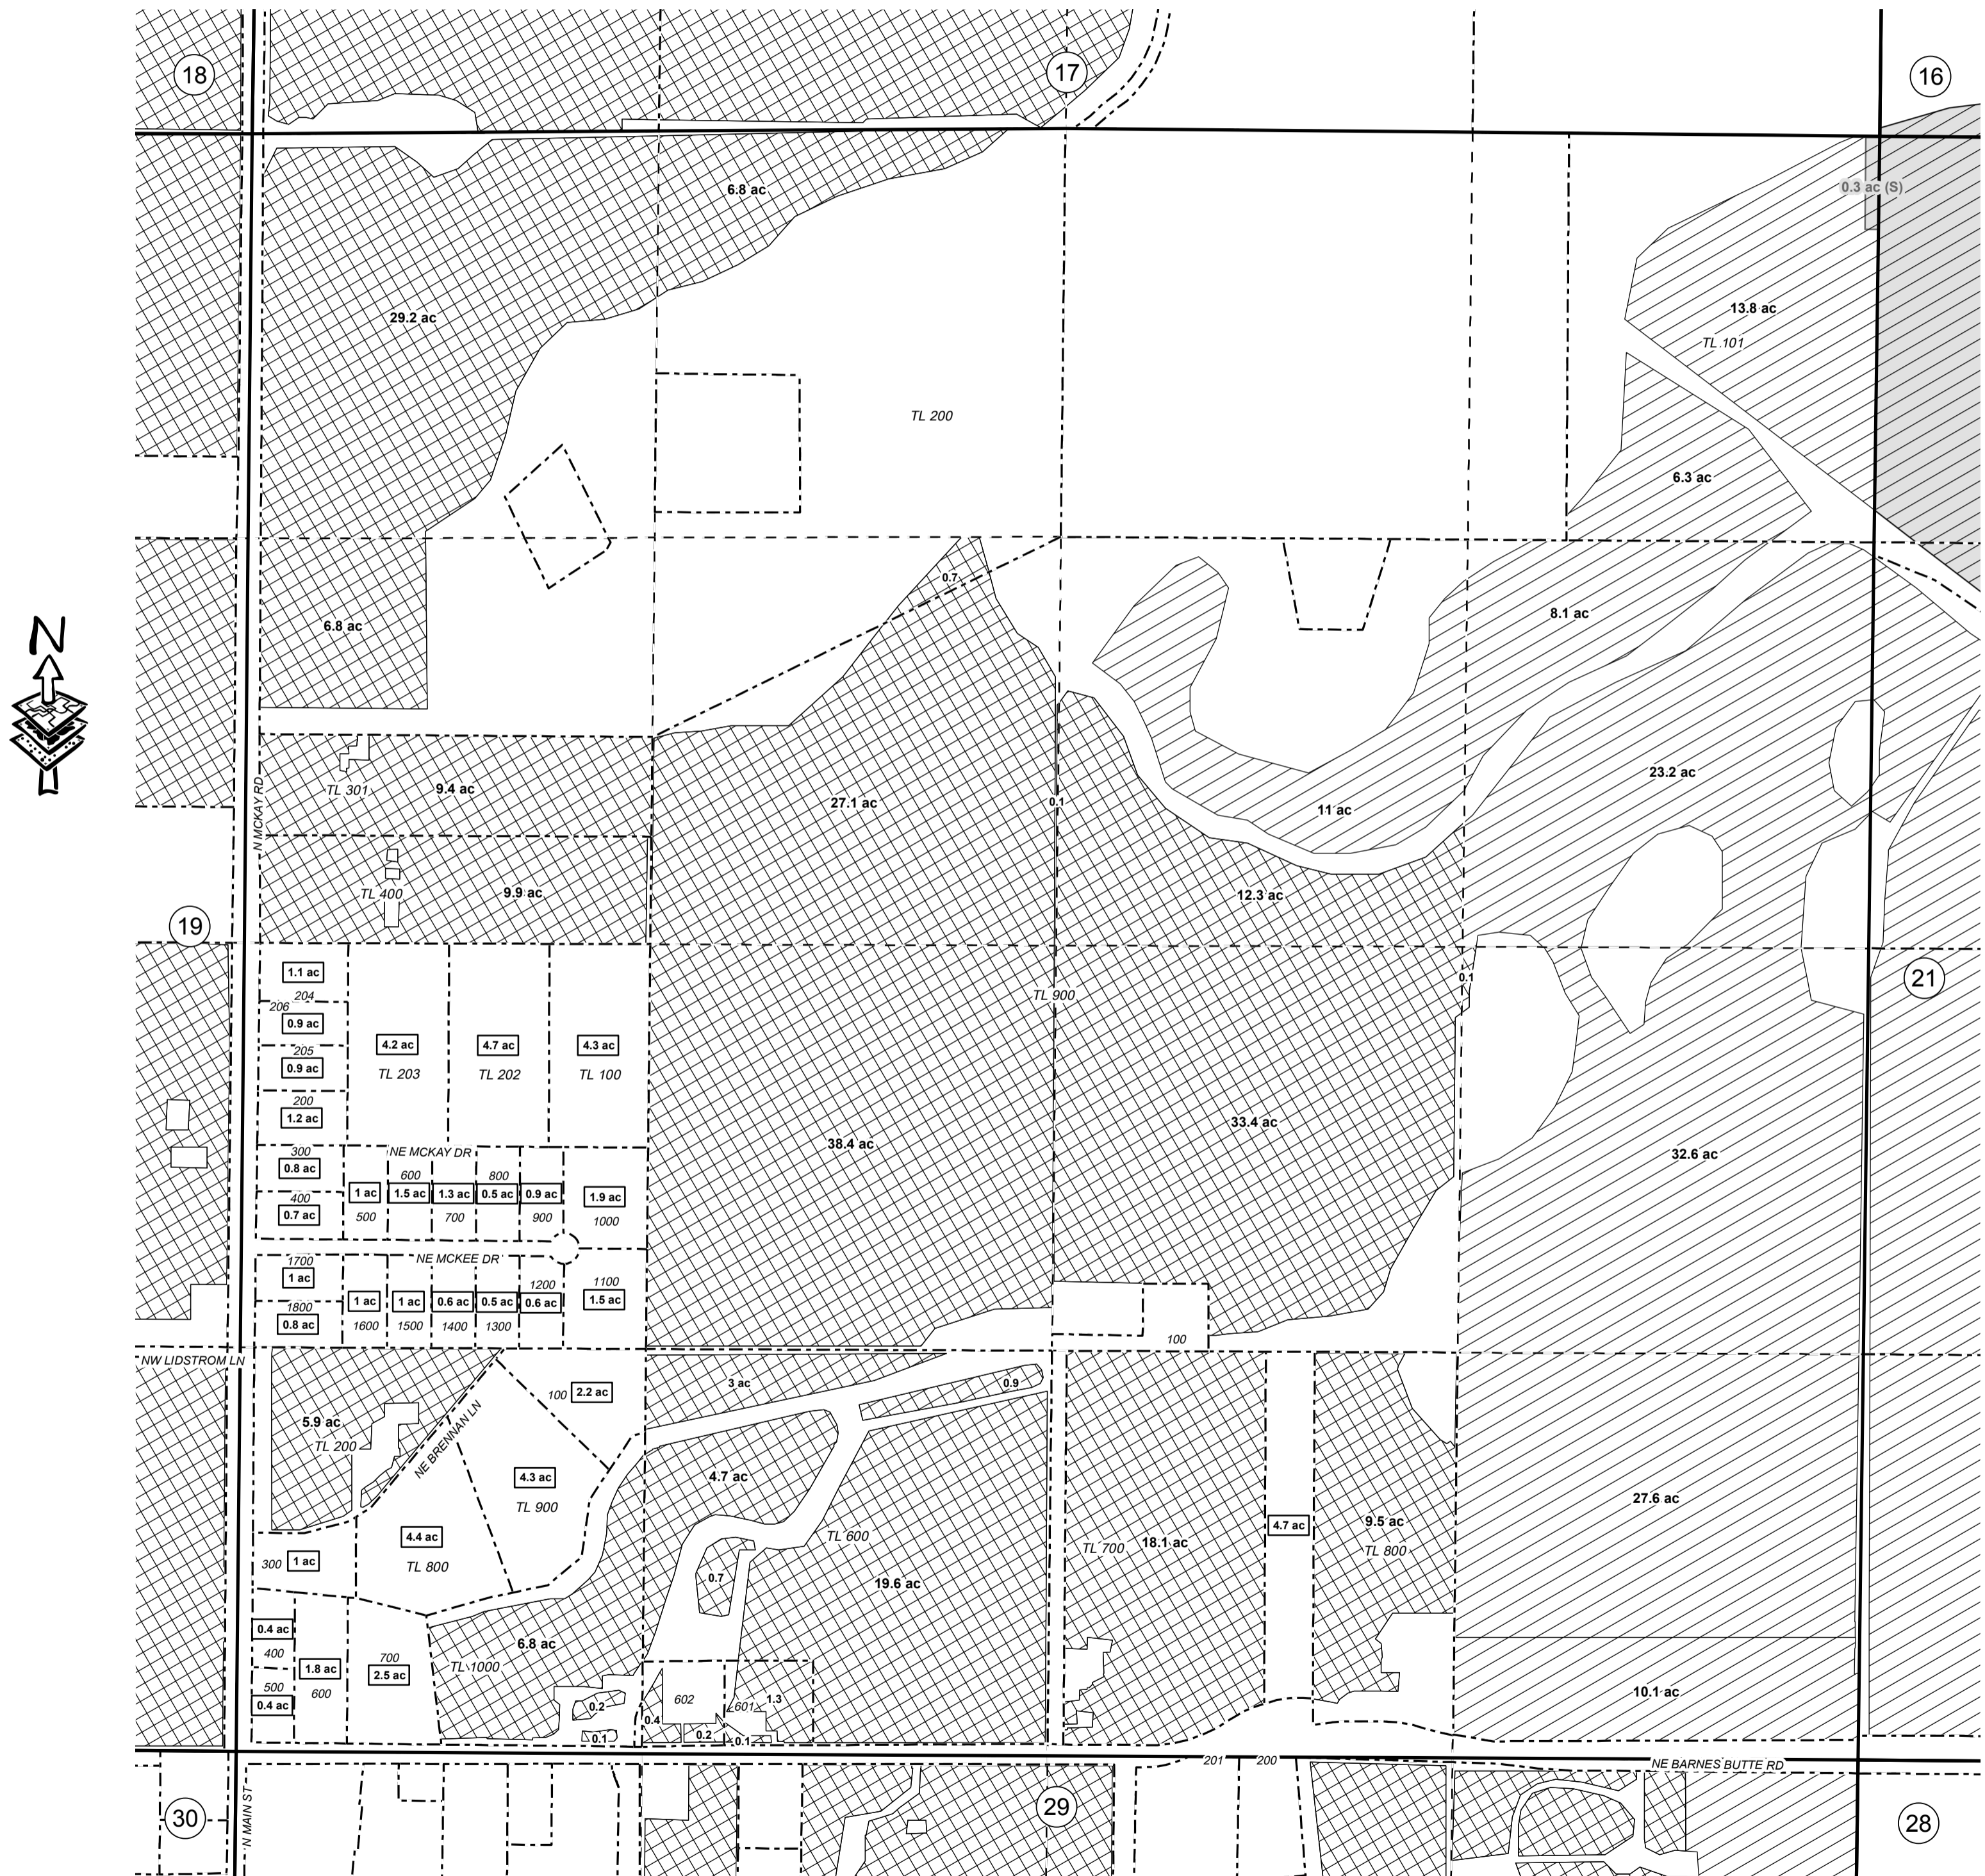 18
17
16
0.3 ac (S)
6.8 ac
13.8 ac
29.2 ac
TL 101
TL 200
6.3 ac
0.7
8.1 ac
6.8 ac
N
23.2 ac
TL 301
9.4 ac
27.1 ac
0.1
11 ac
N MCKAY RD
TL 400
9.9 ac
12.3 ac
19
1.1 ac
0.1
21
204
TL 900
206
0.9 ac
4.2 ac
4.7 ac
4.3 ac
205
0.9 ac
TL 203
TL 202
TL 100
200
1.2 ac
33.4 ac
38.4 ac
300
NE MCKAY DR
32.6 ac
0.8 ac
600
800
1 ac
1.5 ac
1.3 ac
0.5 ac
0.9 ac
1.9 ac
400
0.7 ac
500
700
900
1000
1700
NE MCKEE DR
1 ac
1200
1100
1 ac
1 ac
0.6 ac
0.5 ac
0.6 ac
1.5 ac
1800
0.8 ac
1600
1500
1400
1300
100
NW LIDSTROM LN
3 ac
0.9
100
2.2 ac
5.9 ac
NE BRENNAN LN
TL 200
4.3 ac
4.7 ac
27.6 ac
TL 900
4.7 ac
9.5 ac
4.4 ac
TL 600
TL 700
18.1 ac
TL 800
300
1 ac
TL 800
0.7
19.6 ac
0.4 ac
6.8 ac
400
700
1.8 ac
2.5 ac
TL 1000
500
600
0.4 ac
602
601
1.3
10.1 ac
0.2
0.4
0.2
0.1
0.1
201
200
NE BARNES BUTTE RD
30
N MAIN ST
29
28